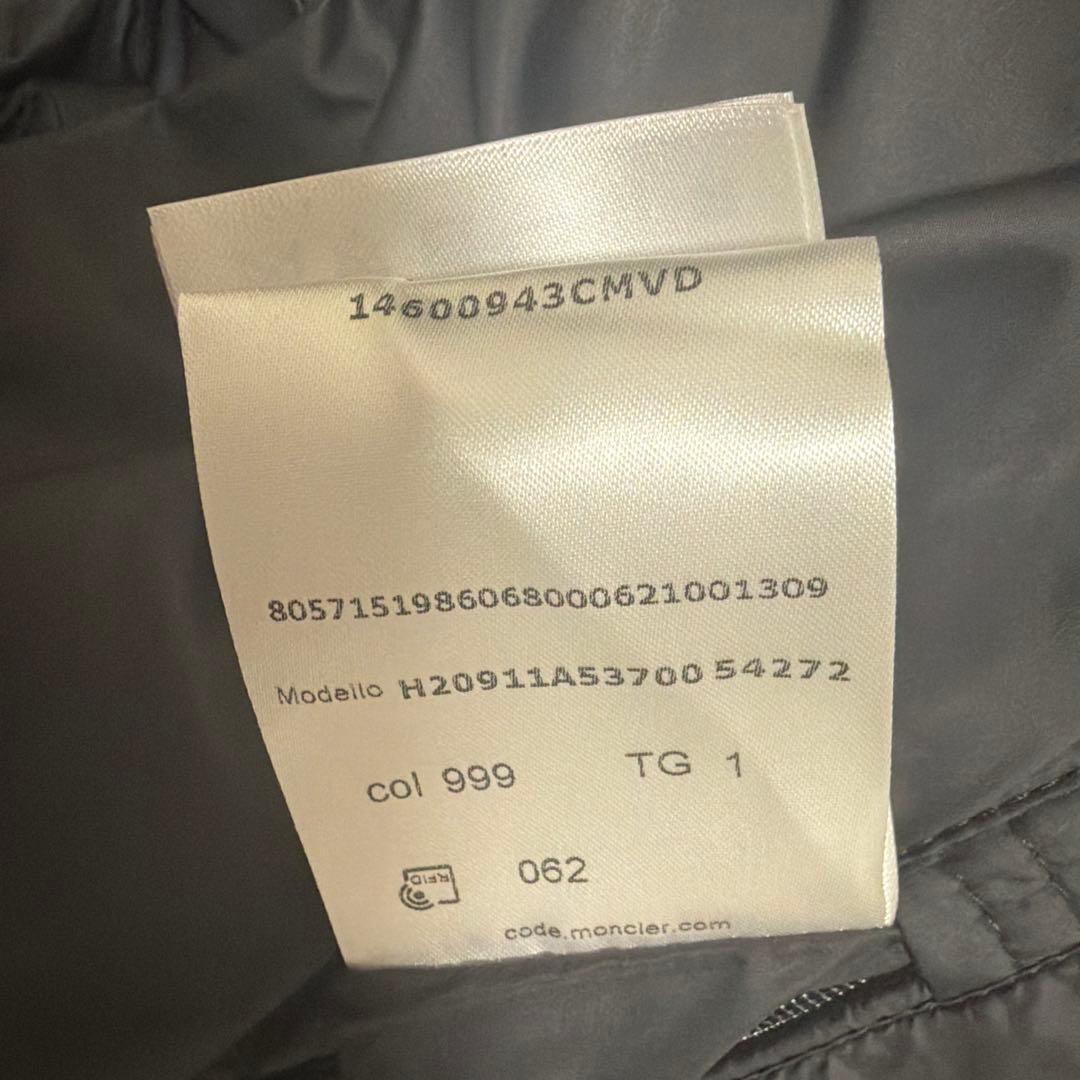 14600943CMVD
8057151986068000621001309
Modello H20911A53700 54272
col 999 TG 1
RFID 062
code.moncler.com